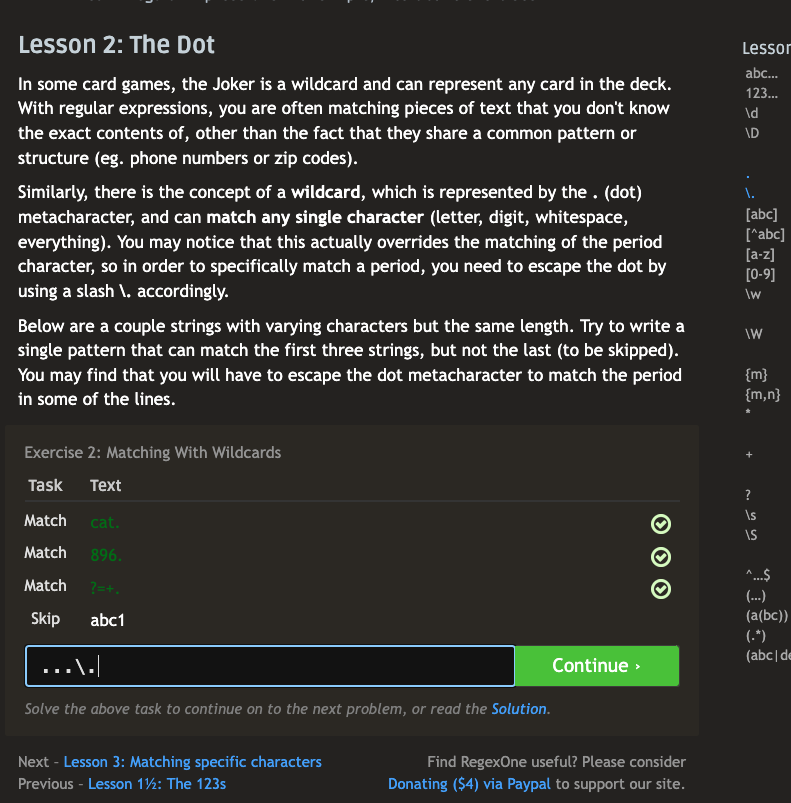 Lesson 2: The Dot
In some card games, the Joker is a wildcard and can represent any card in the deck.
With regular expressions, you are often matching pieces of text that you don't know
the exact contents of, other than the fact that they share a common pattern or
structure (eg. phone numbers or zip codes).
Similarly, there is the concept of a wildcard, which is represented by the . (dot)
metacharacter, and can match any single character (letter, digit, whitespace,
everything). You may notice that this actually overrides the matching of the period
character, so in order to specifically match a period, you need to escape the dot by
using a slash \. accordingly.
Below are a couple strings with varying characters but the same length. Try to write a
single pattern that can match the first three strings, but not the last (to be skipped).
You may find that you will have to escape the dot metacharacter to match the period
in some of the lines.
Exercise 2: Matching With Wildcards
Task Text
Match cat.
Match 896.
Match ?=+.
Skip abc1
...\.
Continue ›
Solve the above task to continue on to the next problem, or read the Solution.
Next – Lesson 3: Matching specific characters
Previous – Lesson 1½: The 123s
Find RegexOne useful? Please consider
Donating ($4) via Paypal to support our site.
Lesson
abc…
123…
\d
\D
.
\.
[abc]
[^abc]
[a-z]
[0-9]
\w
\W
{m}
{m,n}
*
+
?
\s
\S
^…$
(…)
(a(bc))
(.*)
(abc|de